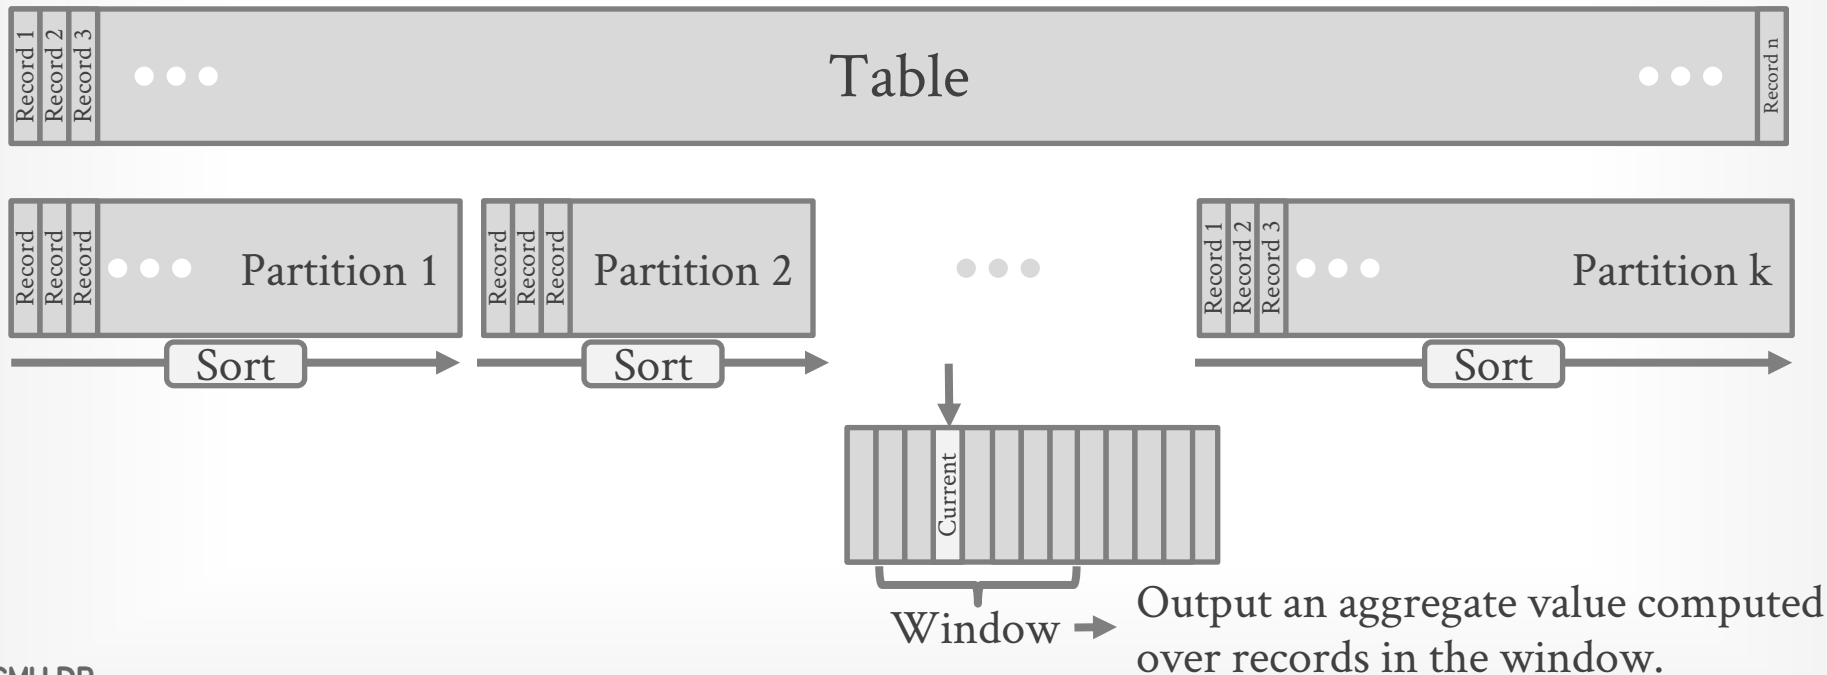 Record 1
Record 2
Record 3
Table
Record n
Record
Record
Record
Partition 1
Record
Record
Record
Partition 2
Record 1
Record 2
Record 3
Partition k
Sort
Sort
Sort
Current
Window
Output an aggregate value computed
over records in the window.